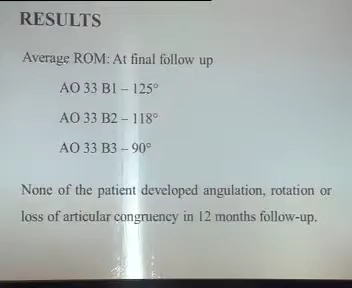 RESULTS
Average ROM: At final follow up
AO 33 B1 – 125°
AO 33 B2 – 118°
AO 33 B3 – 90°
None of the patient developed angulation, rotation or
loss of articular congruency in 12 months follow-up.